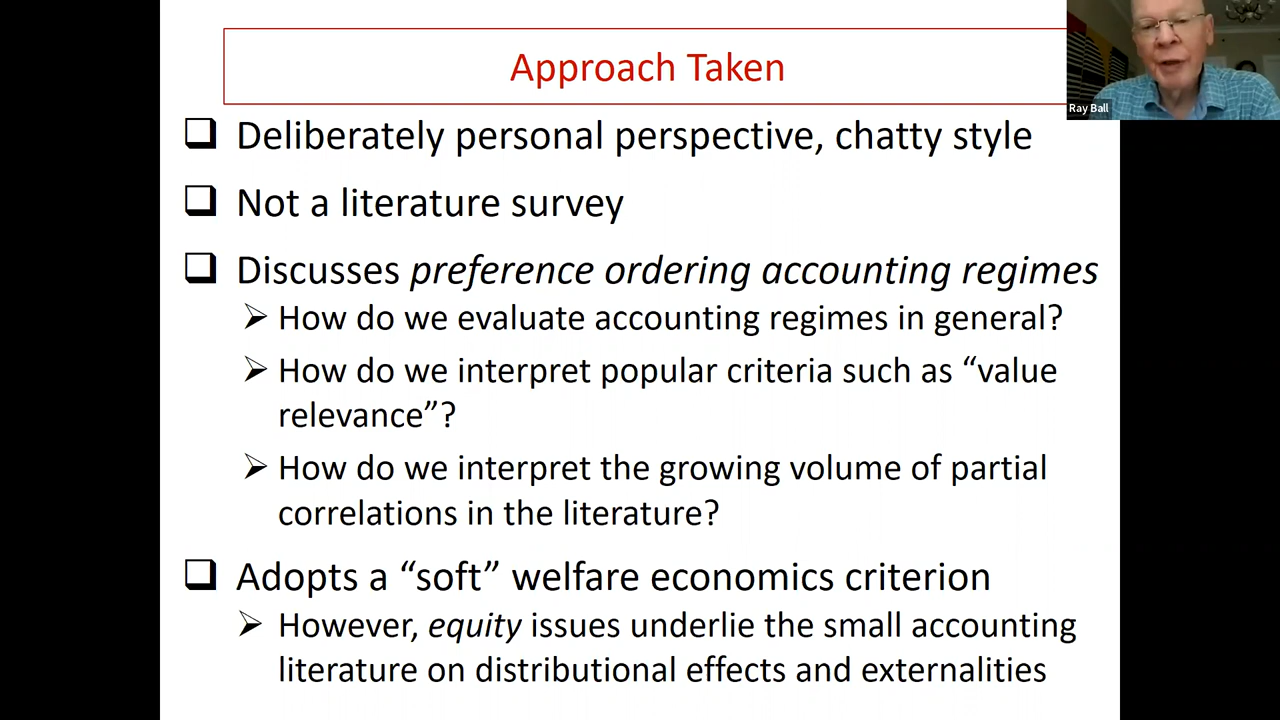 Approach Taken
Ray Ball
❑ Deliberately personal perspective, chatty style
❑ Not a literature survey
❑ Discusses preference ordering accounting regimes
➢ How do we evaluate accounting regimes in general?
➢ How do we interpret popular criteria such as “value
relevance”?
➢ How do we interpret the growing volume of partial
correlations in the literature?
❑ Adopts a “soft” welfare economics criterion
➢ However, equity issues underlie the small accounting
literature on distributional effects and externalities